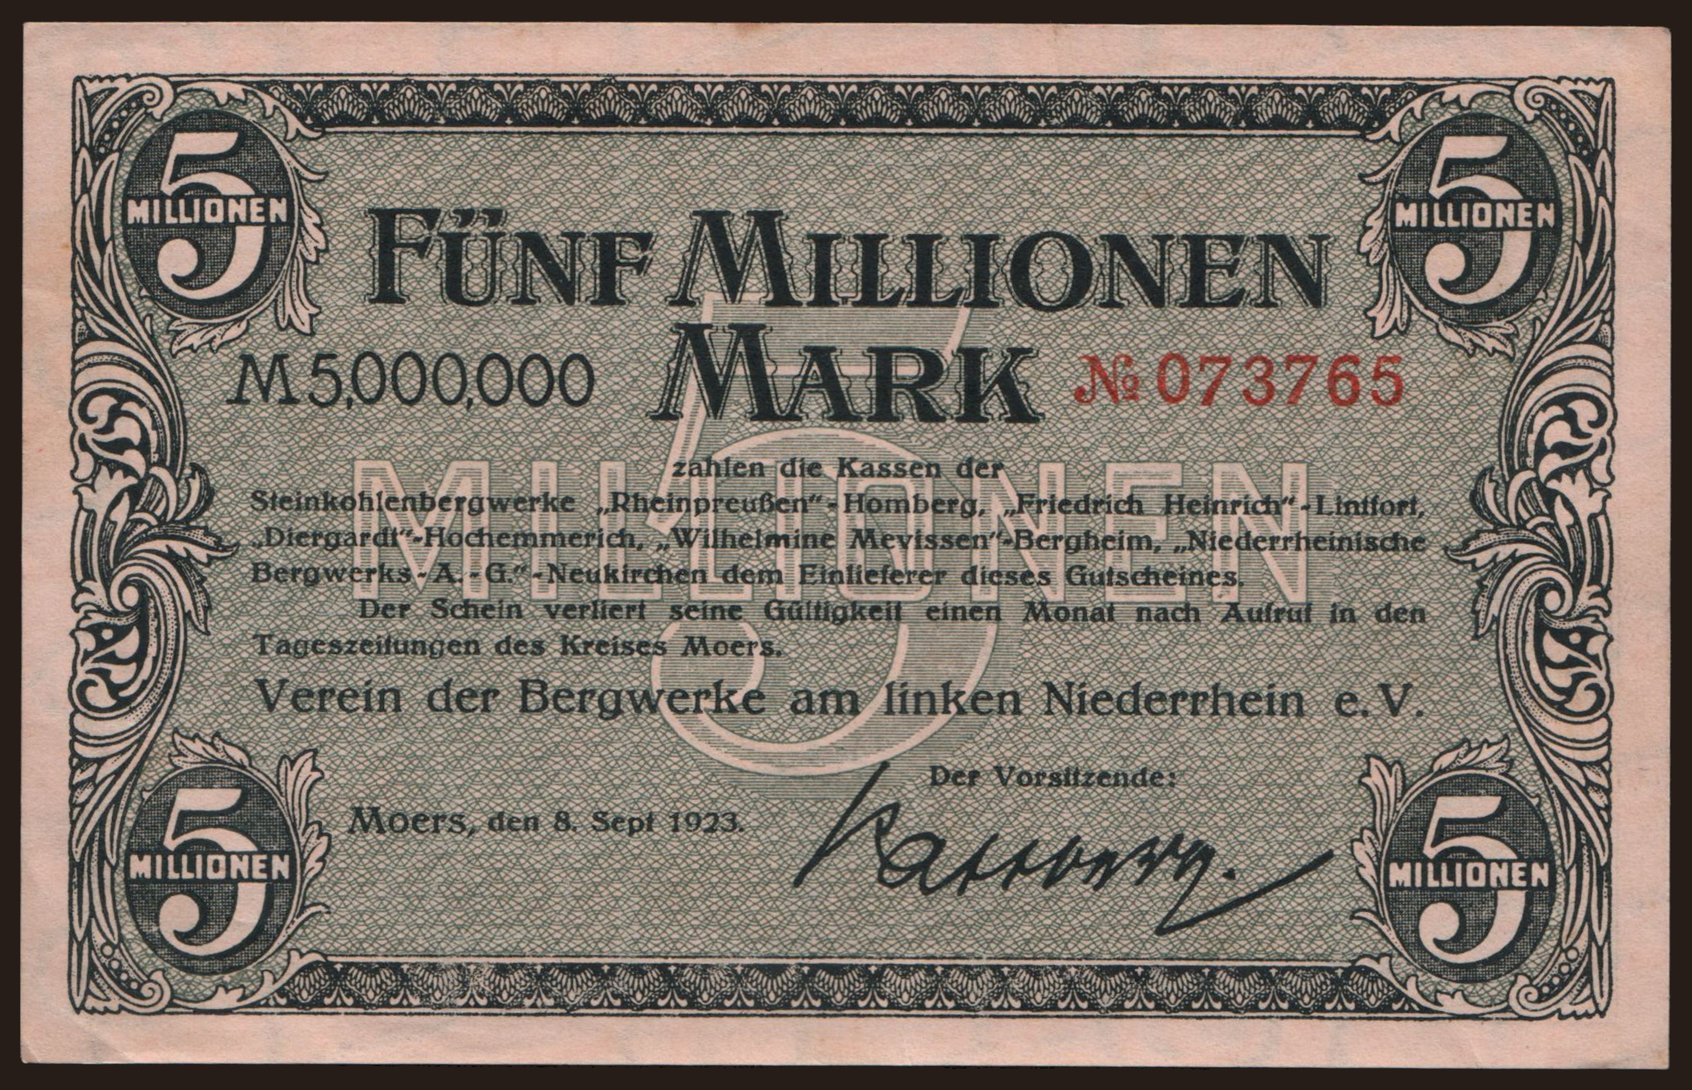 5 MILLIONEN
5 MILLIONEN
FÜNF MILLIONEN
MARK
M 5,000,000
№ 073765
5 MILLIONEN
zahlen die Kassen der
Steinkohlenbergwerke „Rheinpreußen“-Homberg, „Friedrich Heinrich“-Lintfort,
„Diergardt“-Hochemmerich, „Wilhelmine Mevissen“-Bergheim, „Niederrheinische
Bergwerks-A.-G.“-Neukirchen dem Einlieferer dieses Gutscheines.
Der Schein verliert seine Gültigkeit einen Monat nach Aufruf in den
Tageszeitungen des Kreises Moers.
Verein der Bergwerke am linken Niederrhein e. V.
Der Vorsitzende:
Moers, den 8. Sept 1923.
5 MILLIONEN
5 MILLIONEN